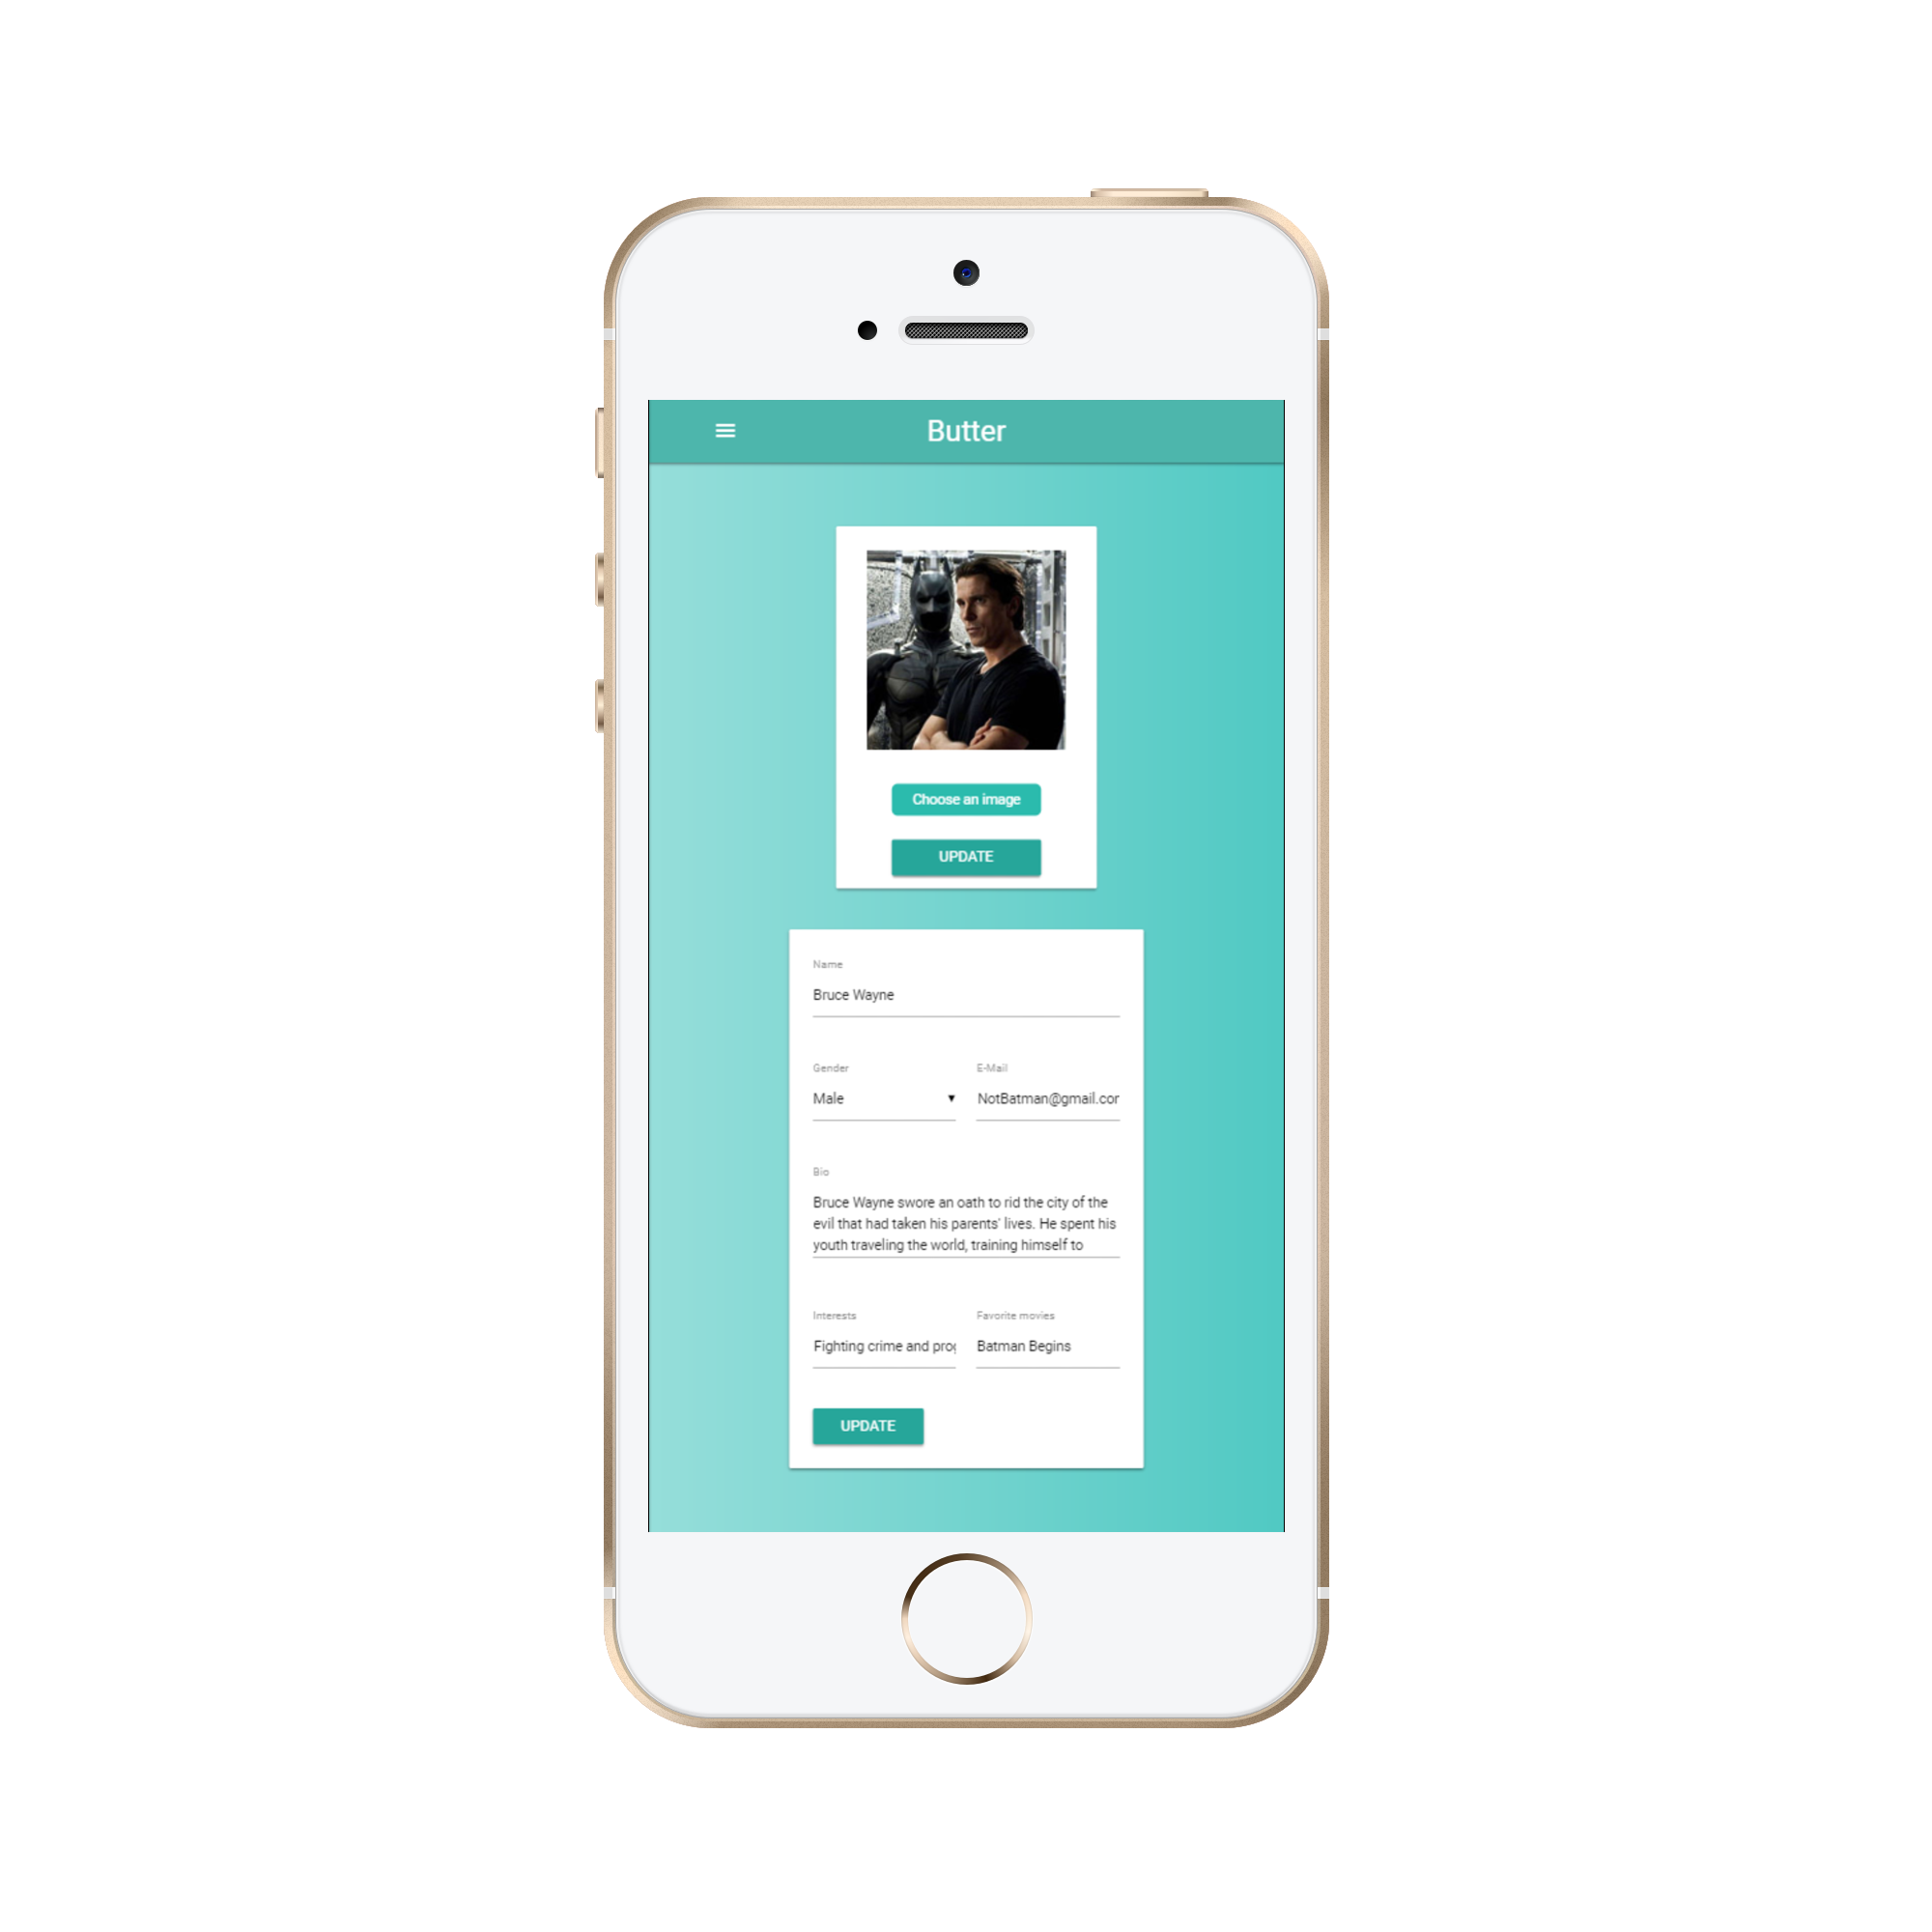 Butter
Choose an image
UPDATE
Name
Bruce Wayne
Gender
E-Mail
Male
NotBatman@gmail.cor
Bio
Bruce Wayne swore an oath to rid the city of the
evil that had taken his parents' lives. He spent his
youth traveling the world, training himself to
Interests
Favorite movies
Fighting crime and prog
Batman Begins
UPDATE